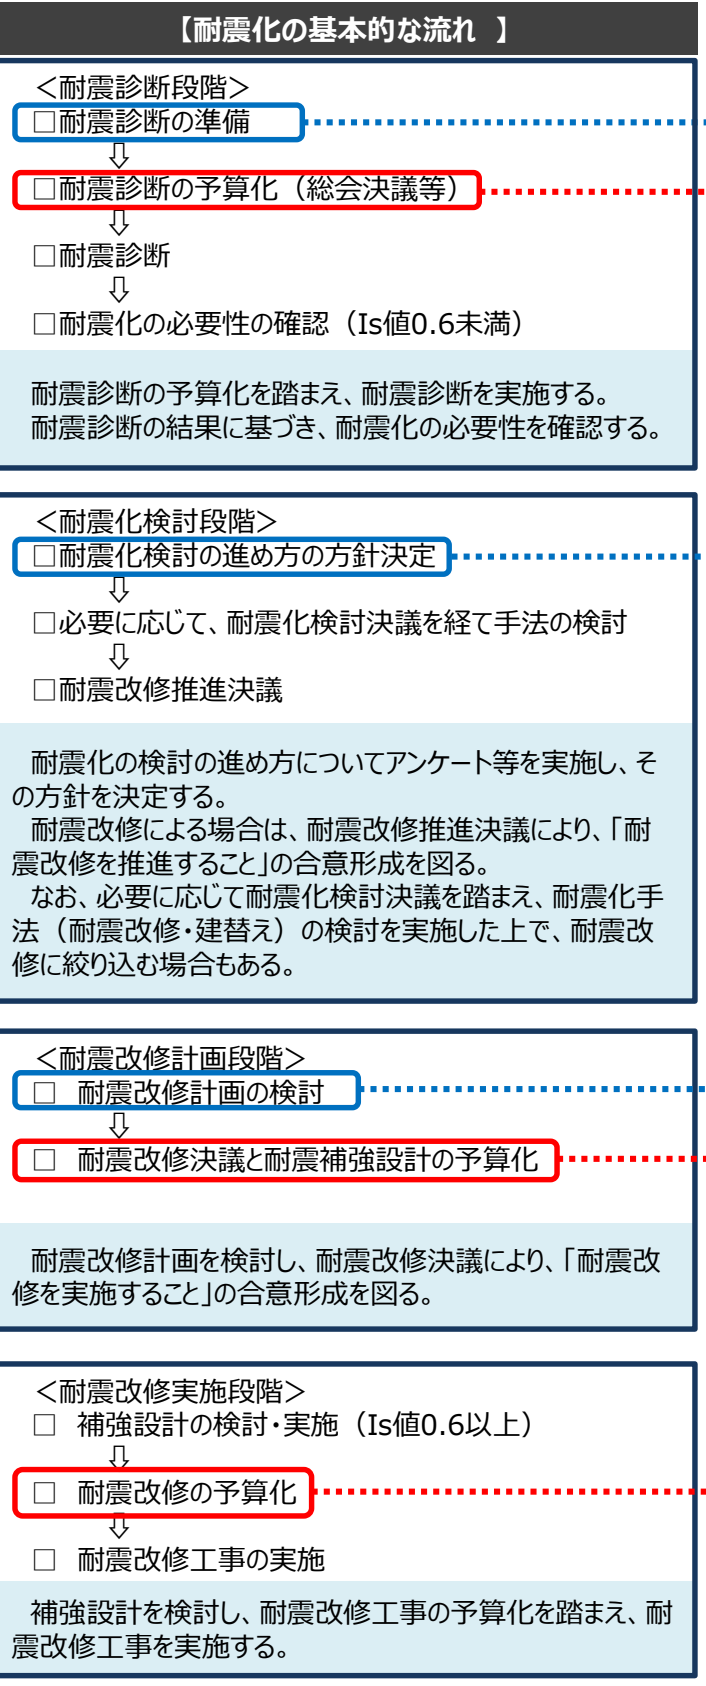 【耐震化の基本的な流れ 】
＜耐震診断段階＞
□耐震診断の準備
⇩
□耐震診断の予算化（総会決議等）
⇩
□耐震診断
⇩
□耐震化の必要性の確認（Is値0.6未満）
耐震診断の予算化を踏まえ、耐震診断を実施する。
耐震診断の結果に基づき、耐震化の必要性を確認する。
＜耐震化検討段階＞
□耐震化検討の進め方の方針決定
⇩
□必要に応じて、耐震化検討決議を経て手法の検討
⇩
□耐震改修推進決議
耐震化の検討の進め方についてアンケート等を実施し、そ
の方針を決定する。
耐震改修による場合は、耐震改修推進決議により、「耐
震改修を推進すること」の合意形成を図る。
なお、必要に応じて耐震化検討決議を踏まえ、耐震化手
法（耐震改修・建替え）の検討を実施した上で、耐震改
修に絞り込む場合もある。
＜耐震改修計画段階＞
□ 耐震改修計画の検討
⇩
□ 耐震改修決議と耐震補強設計の予算化
耐震改修計画を検討し、耐震改修決議により、「耐震改
修を実施すること」の合意形成を図る。
＜耐震改修実施段階＞
□ 補強設計の検討・実施（Is値0.6以上）
⇩
□ 耐震改修の予算化
⇩
□ 耐震改修工事の実施
補強設計を検討し、耐震改修工事の予算化を踏まえ、耐
震改修工事を実施する。